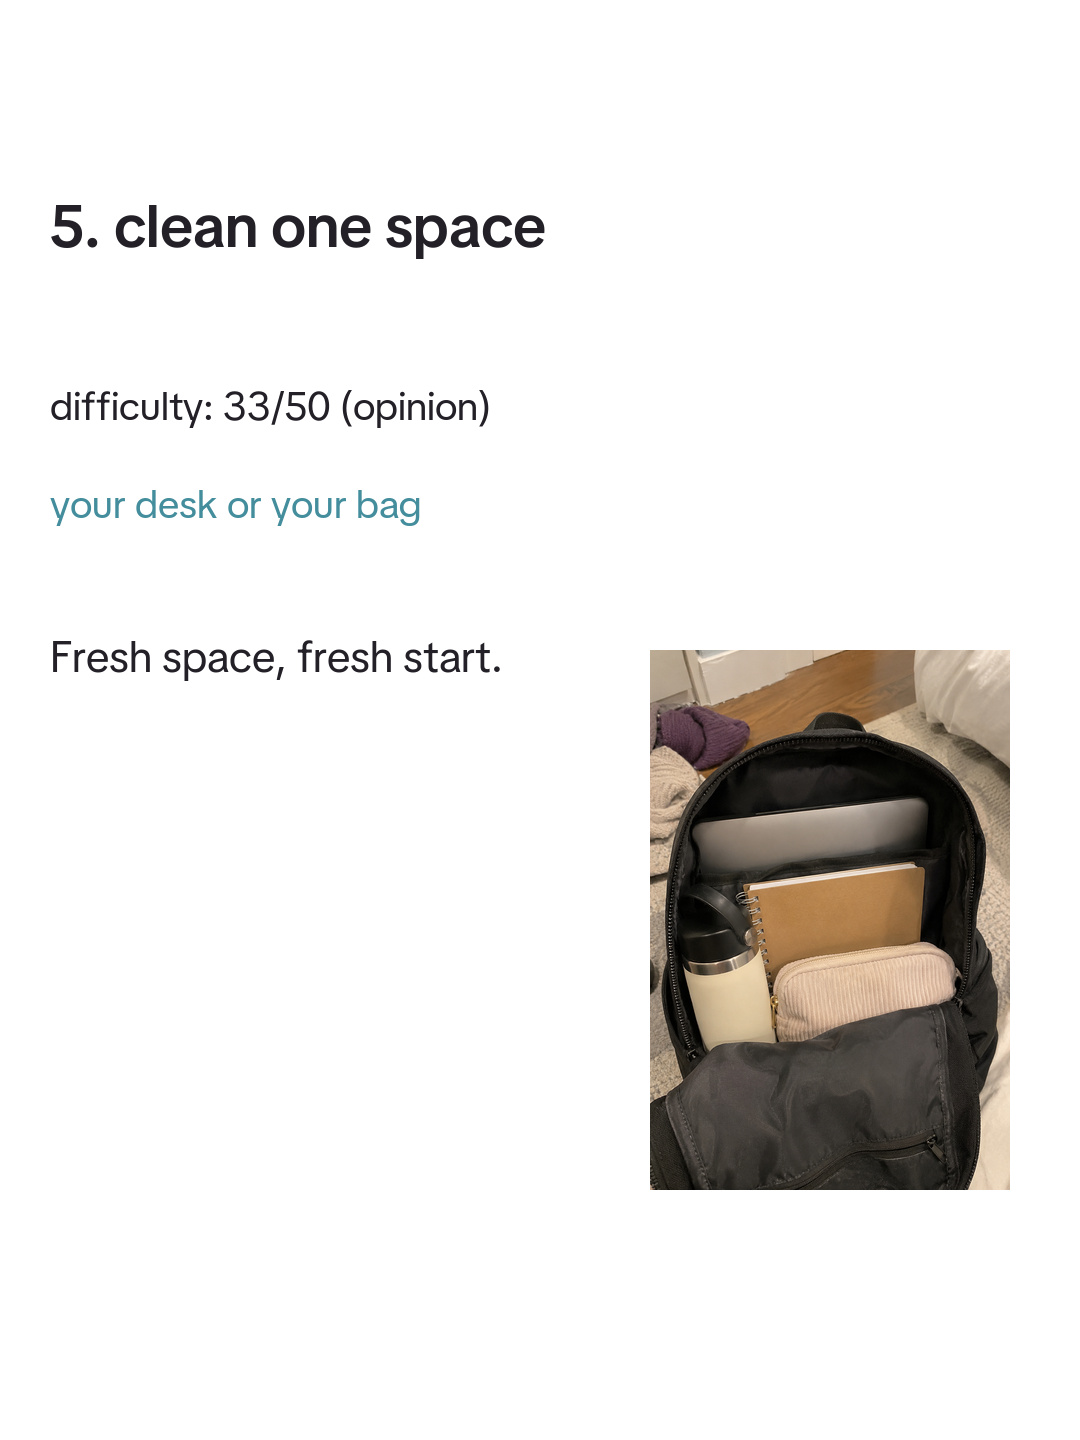 5. clean one space
difficulty: 33/50 (opinion)
your desk or your bag
Fresh space, fresh start.